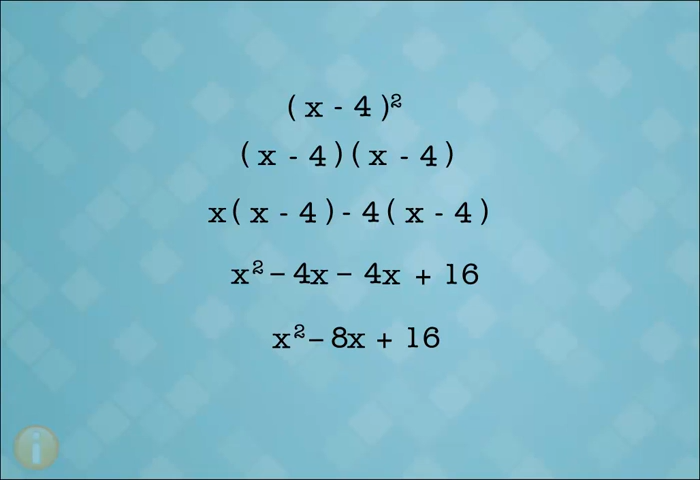 ( x - 4 )²
( x - 4 ) ( x - 4 )
x ( x - 4 ) - 4 ( x - 4 )
x² – 4x – 4x + 16
x² – 8x + 16
i